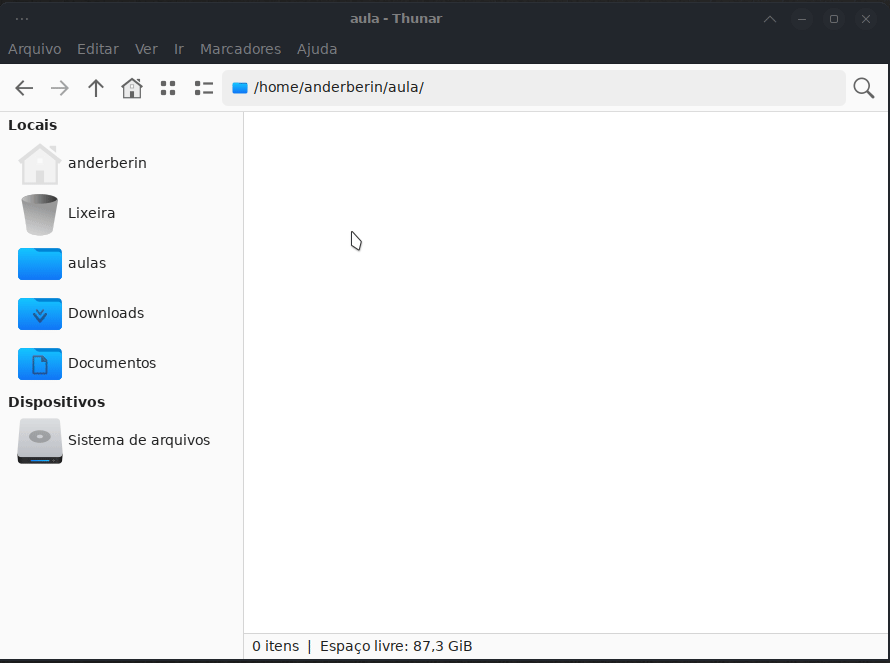 aula - Thunar
Arquivo Editar Ver Ir Marcadores Ajuda
/home/anderberin/aula/
Locais
anderberin
Lixeira
aulas
Downloads
Documentos
Dispositivos
Sistema de arquivos
0 itens | Espaço livre: 87,3 GiB